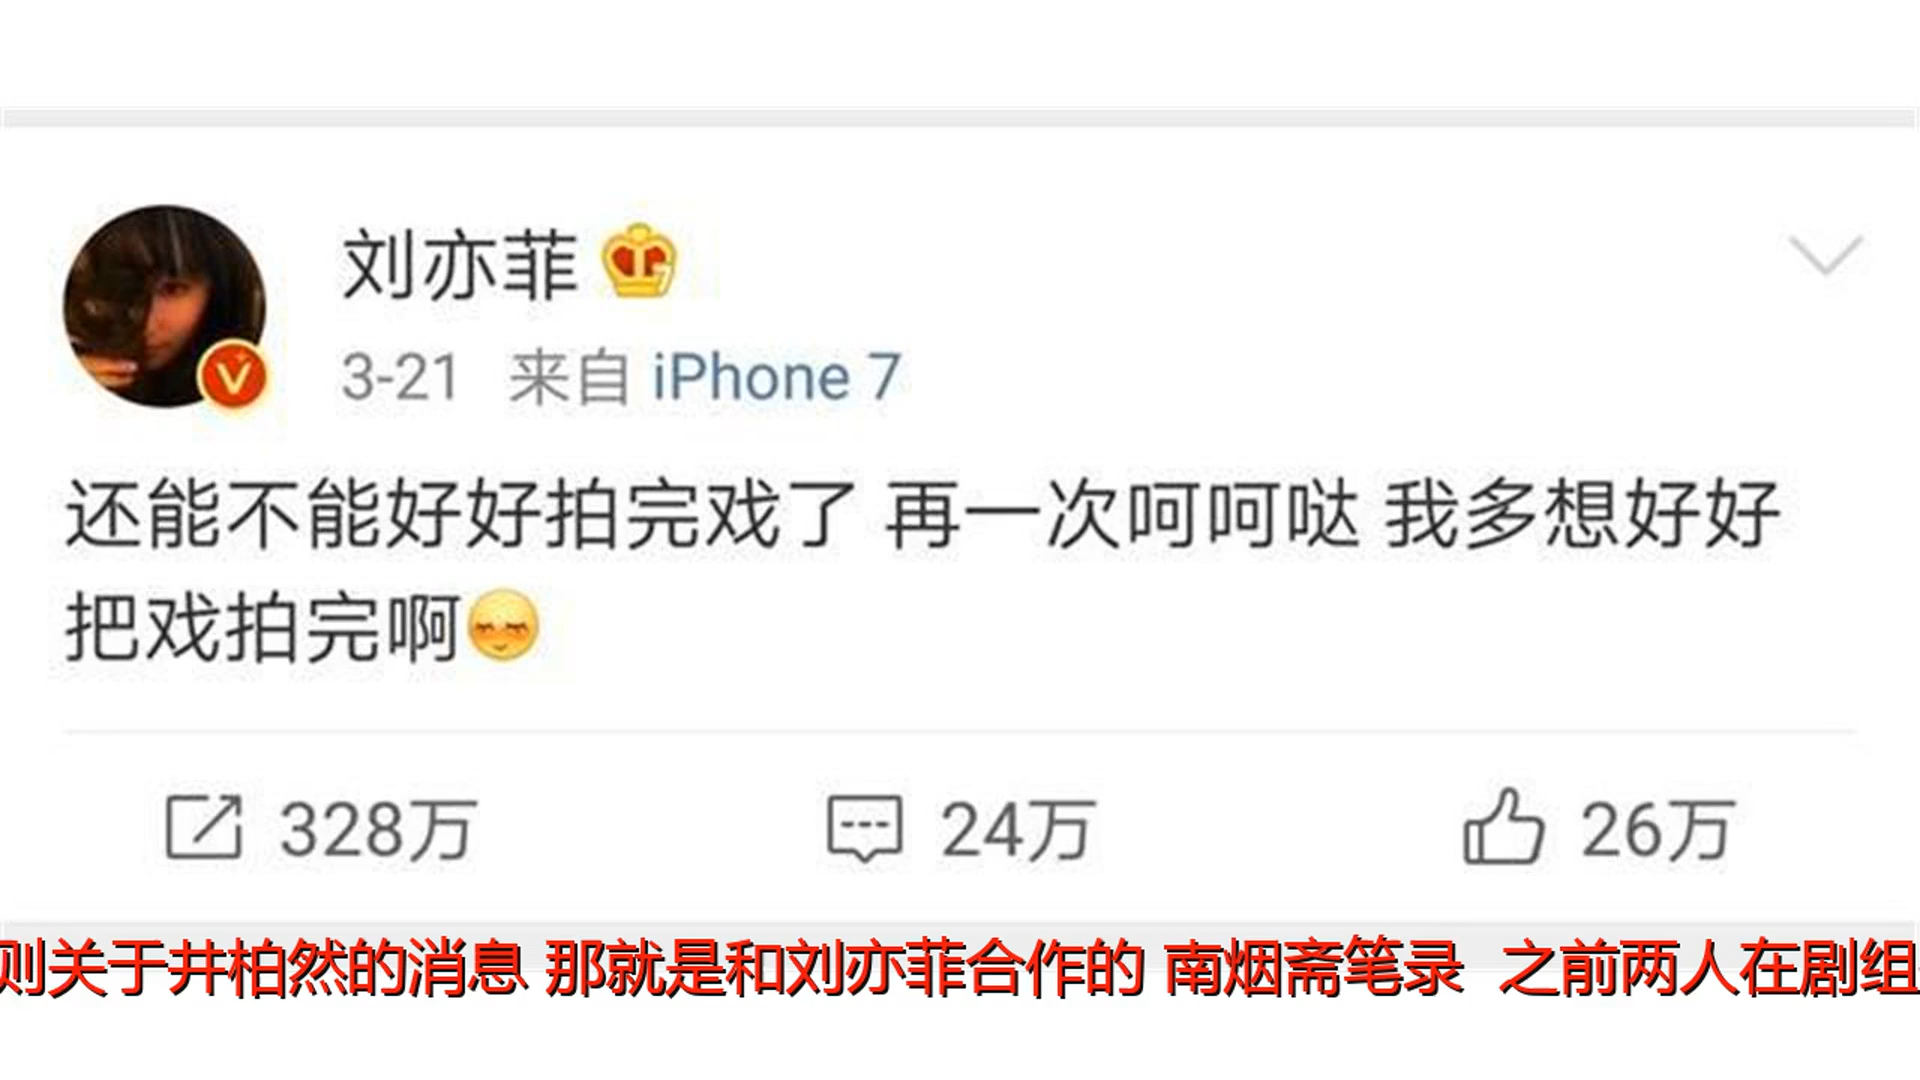 刘亦菲
3-21 来自 iPhone 7
还能不能好好拍完戏了 再一次呵呵哒 我多想好好
把戏拍完啊
328万 24万 26万
则关于井柏然的消息 那就是和刘亦菲合作的 南烟斋笔录 之前两人在剧组